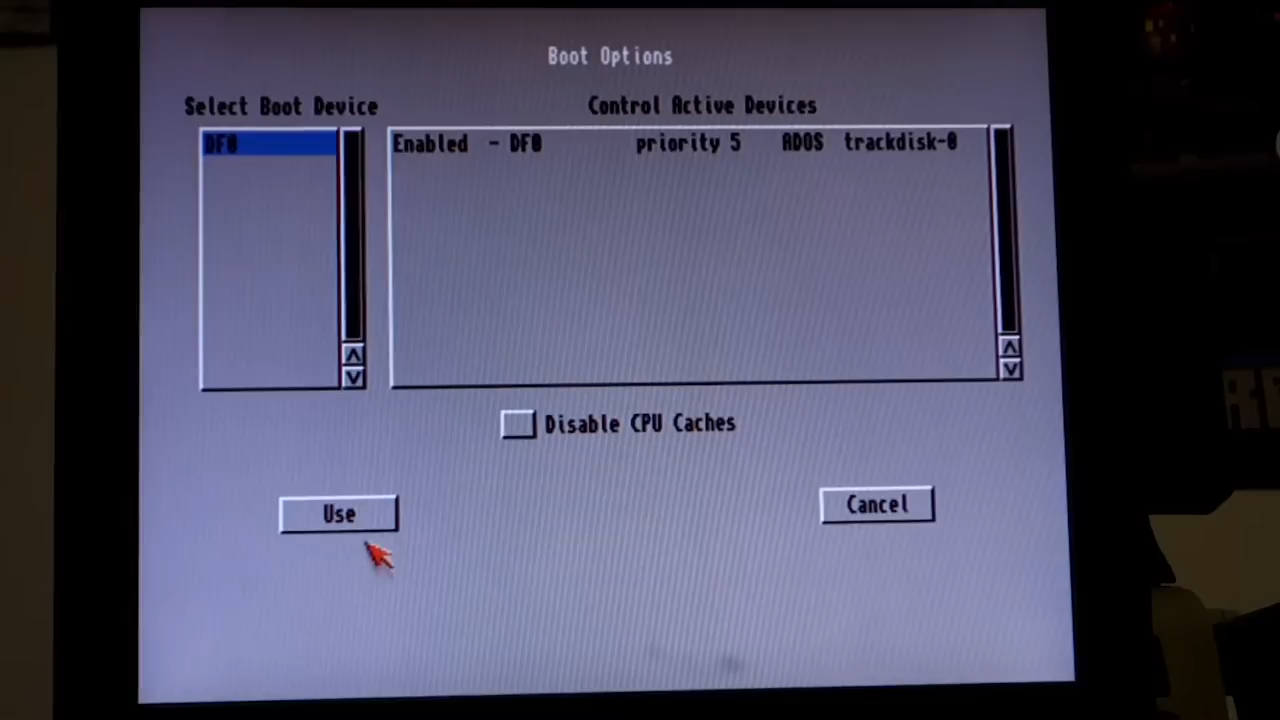 Boot Options
Select Boot Device
Control Active Devices
DF0
Enabled - DF0 priority 5 ADOS trackdisk-0
Disable CPU Caches
Use
Cancel